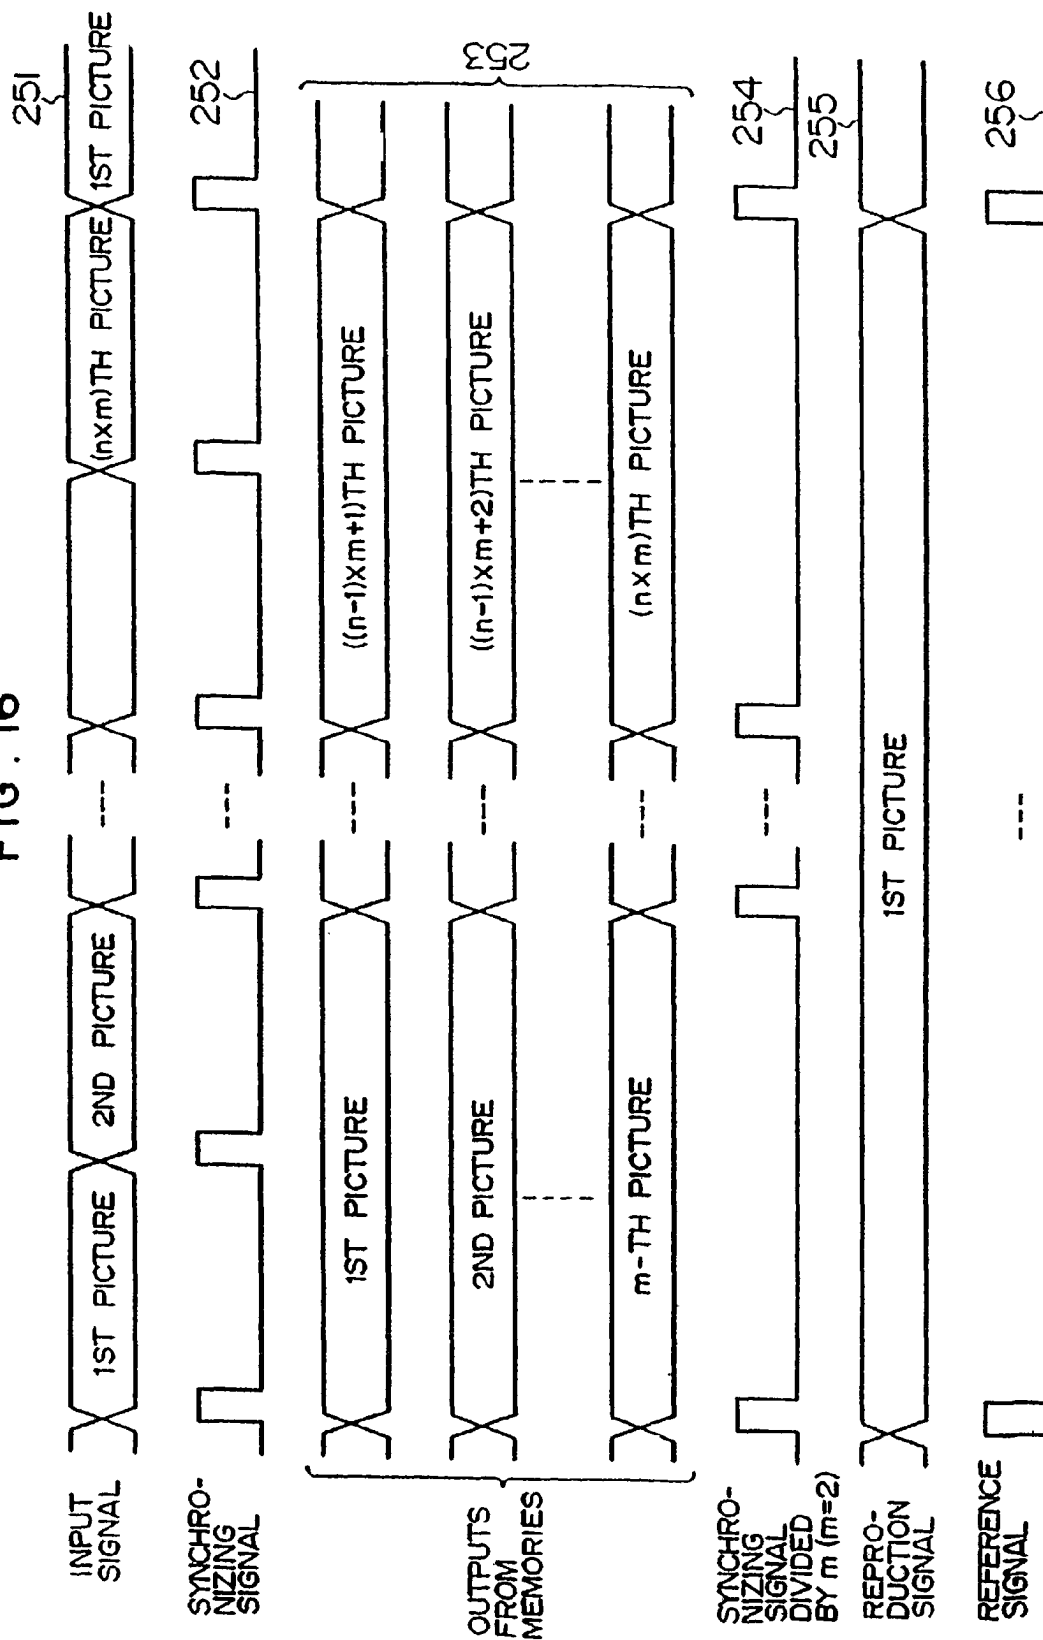 INPUT
SIGNAL
1ST PICTURE
2ND PICTURE
---
(n×m)TH PICTURE
1ST PICTURE
251
SYNCHRO-
NIZING
SIGNAL
---
252
OUTPUTS
FROM
MEMORIES
1ST PICTURE
---
((n-1)×m+1)TH PICTURE
2ND PICTURE
---
((n-1)×m+2)TH PICTURE
m-TH PICTURE
---
(n×m)TH PICTURE
253
SYNCHRO-
NIZING
SIGNAL
DIVIDED
BY m (m=2)
---
254
REPRO-
DUCTION
SIGNAL
1ST PICTURE
255
REFERENCE
SIGNAL
---
256